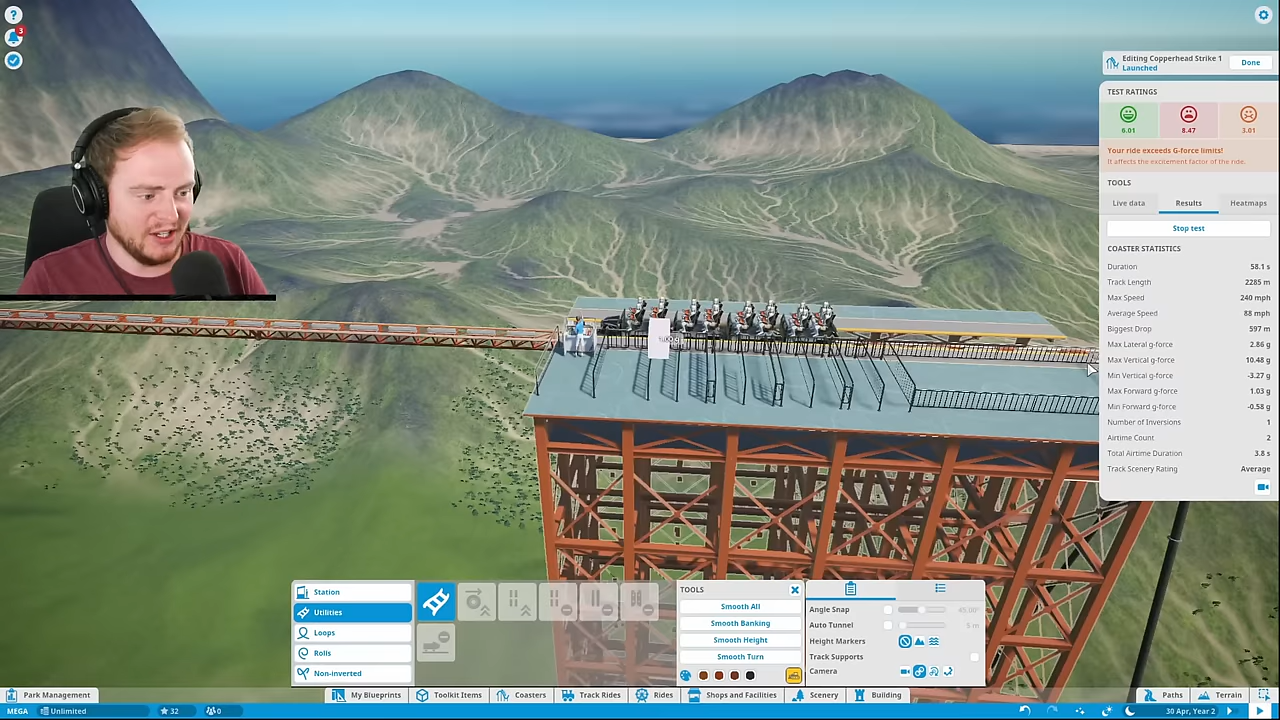 ?
3
Editing Copperhead Strike 1
Launched
Done
TEST RATINGS
6.01
8.47
3.01
Your ride exceeds G-force limits!
It affects the excitement factor of the ride.
TOOLS
Live data
Results
Heatmaps
Stop test
COASTER STATISTICS
Duration 58.1 s
Track Length 2285 m
Max Speed 240 mph
Average Speed 88 mph
Biggest Drop 597 m
Max Lateral g-force 2.86 g
Max Vertical g-force 10.48 g
Min Vertical g-force -3.27 g
Max Forward g-force 1.03 g
Min Forward g-force -0.58 g
Number of Inversions 1
Airtime Count 2
Total Airtime Duration 3.8 s
Track Scenery Rating Average
Station
Utilities
Loops
Rolls
Non-inverted
TOOLS
Smooth All
Smooth Banking
Smooth Height
Smooth Turn
Angle Snap 45.00°
Auto Tunnel 5 m
Height Markers
Track Supports
Camera
Park Management
My Blueprints
Toolkit Items
Coasters
Track Rides
Rides
Shops and Facilities
Scenery
Building
Paths
Terrain
MEGA
Unlimited
32
0
30 Apr, Year 2